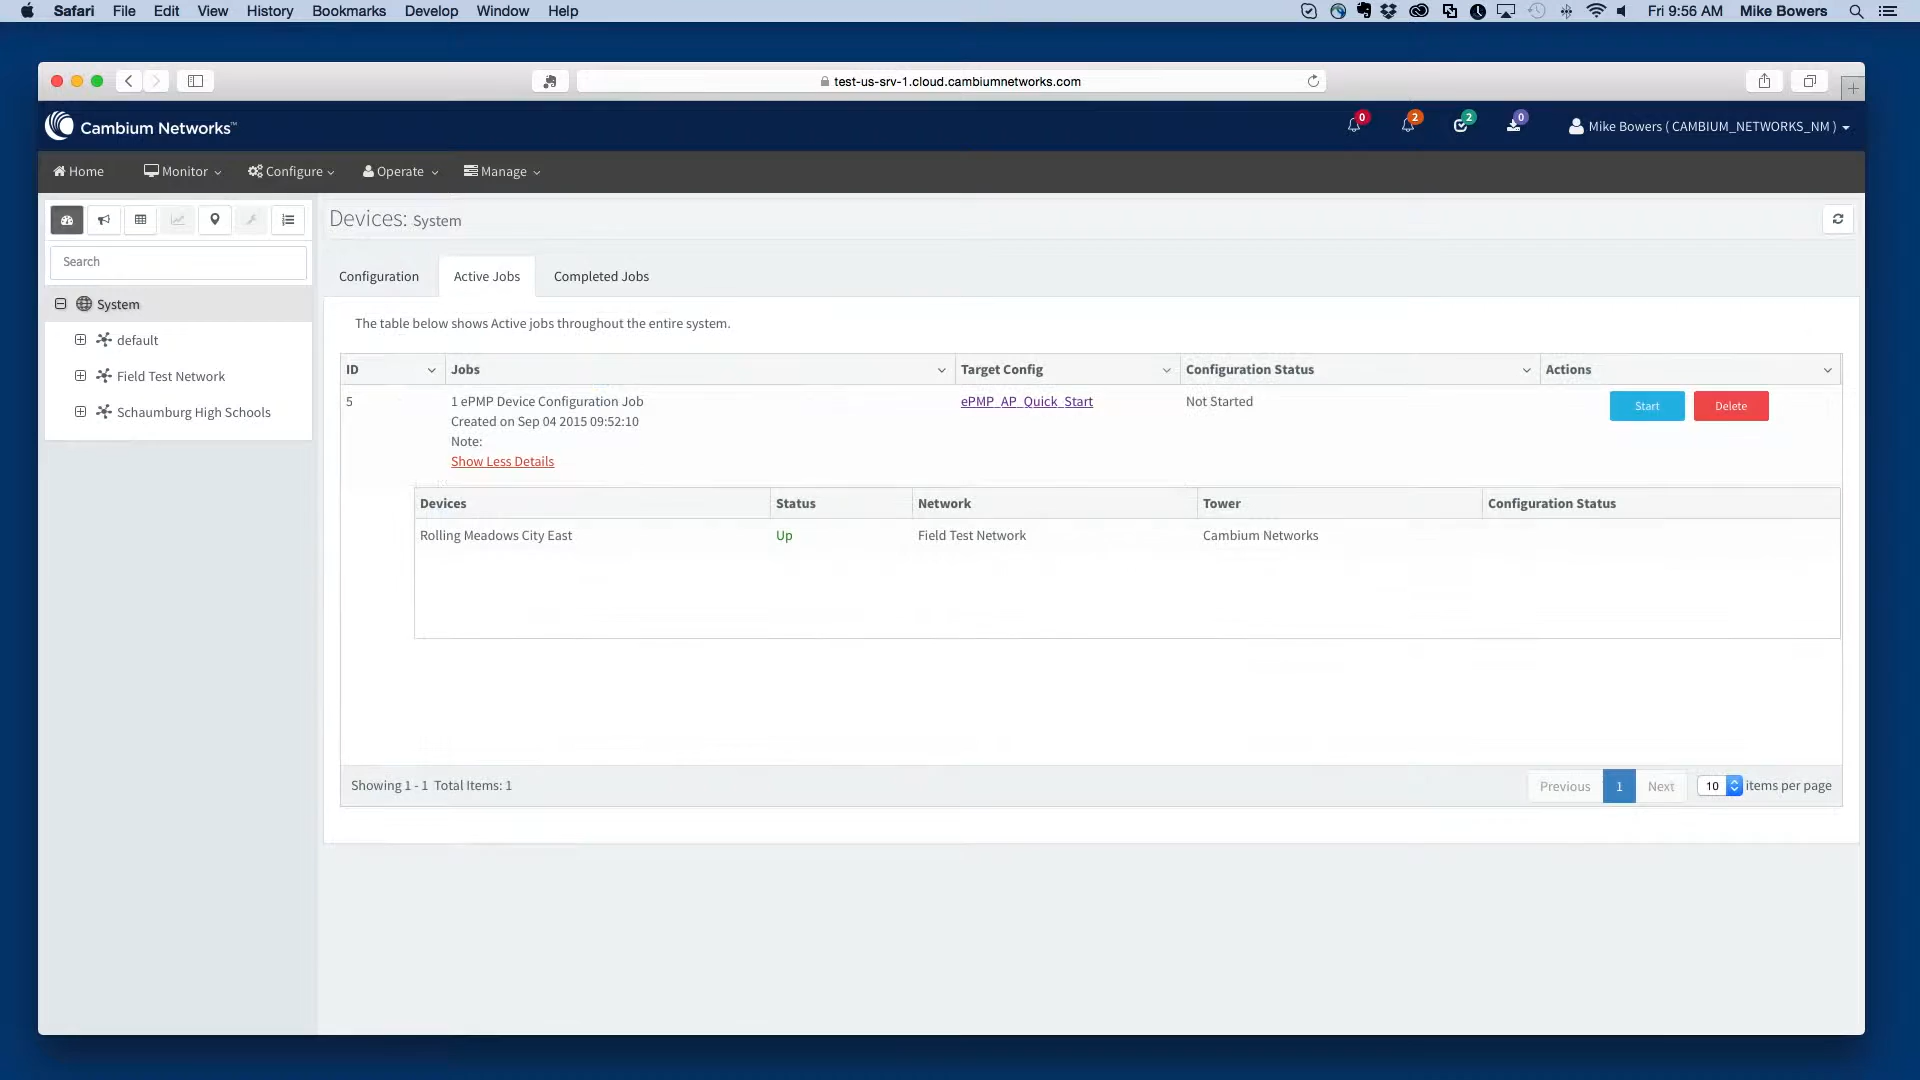 Safari File Edit View History Bookmarks Develop Window Help Fri 9:56 AM Mike Bowers
test-us-srv-1.cloud.cambiumnetworks.com
Cambium Networks™ 0 2 2 0 Mike Bowers ( CAMBIUM_NETWORKS_NM )
Home Monitor Configure Operate Manage
Devices: System
Search
Configuration Active Jobs Completed Jobs
System
default
Field Test Network
Schaumburg High Schools
The table below shows Active jobs throughout the entire system.
ID Jobs Target Config Configuration Status Actions
5 1 ePMP Device Configuration Job ePMP_AP_Quick_Start Not Started Start Delete
Created on Sep 04 2015 09:52:10
Note:
Show Less Details
Devices Status Network Tower Configuration Status
Rolling Meadows City East Up Field Test Network Cambium Networks
Showing 1 - 1 Total Items: 1 Previous 1 Next 10 items per page